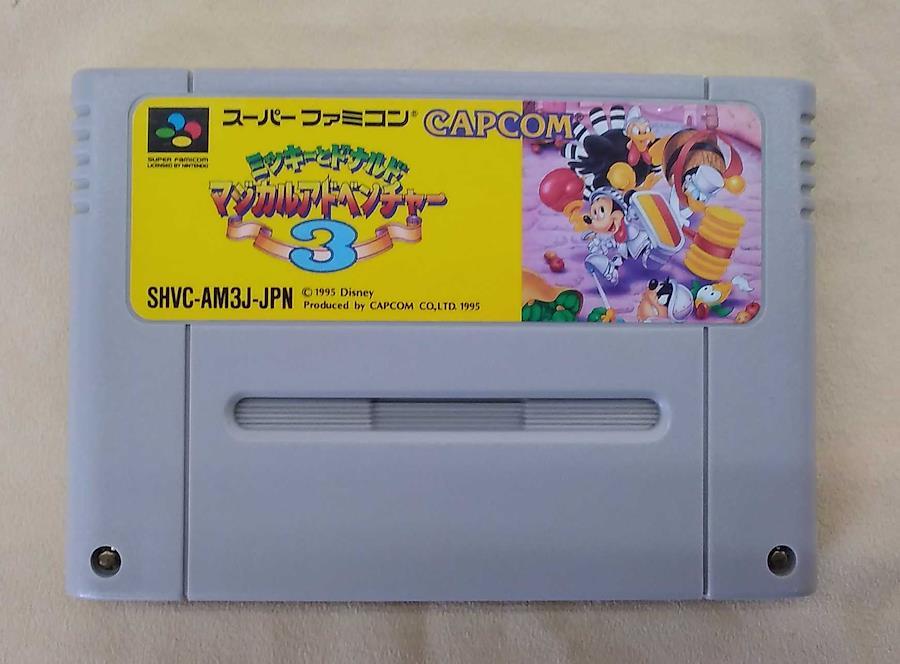 スーパーファミコン® CAPCOM
SUPER FAMICOM
LICENSED BY NINTENDO
ミッキーとドナルド
マジカルアドベンチャー
3
SHVC-AM3J-JPN
©1995 Disney
Produced by CAPCOM CO.,LTD. 1995